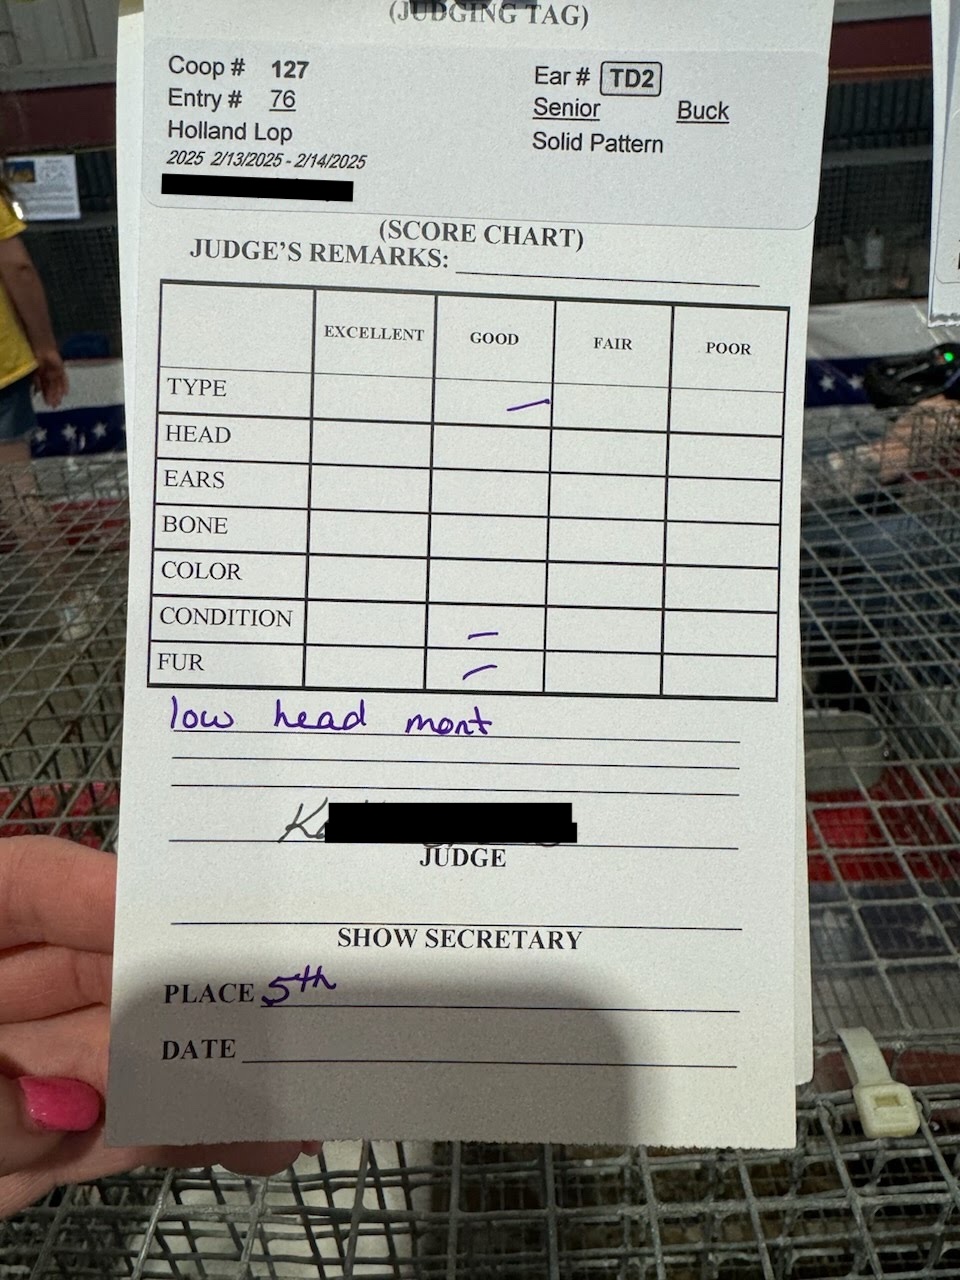 (JUDGING TAG)
Coop # 127 Ear # TD2
Entry # 76 Senior Buck
Holland Lop Solid Pattern
2025 2/13/2025 - 2/14/2025
(SCORE CHART)
JUDGE'S REMARKS:
EXCELLENT GOOD FAIR POOR
TYPE
HEAD
EARS
BONE
COLOR
CONDITION
FUR
low head mont
JUDGE
SHOW SECRETARY
PLACE 5th
DATE